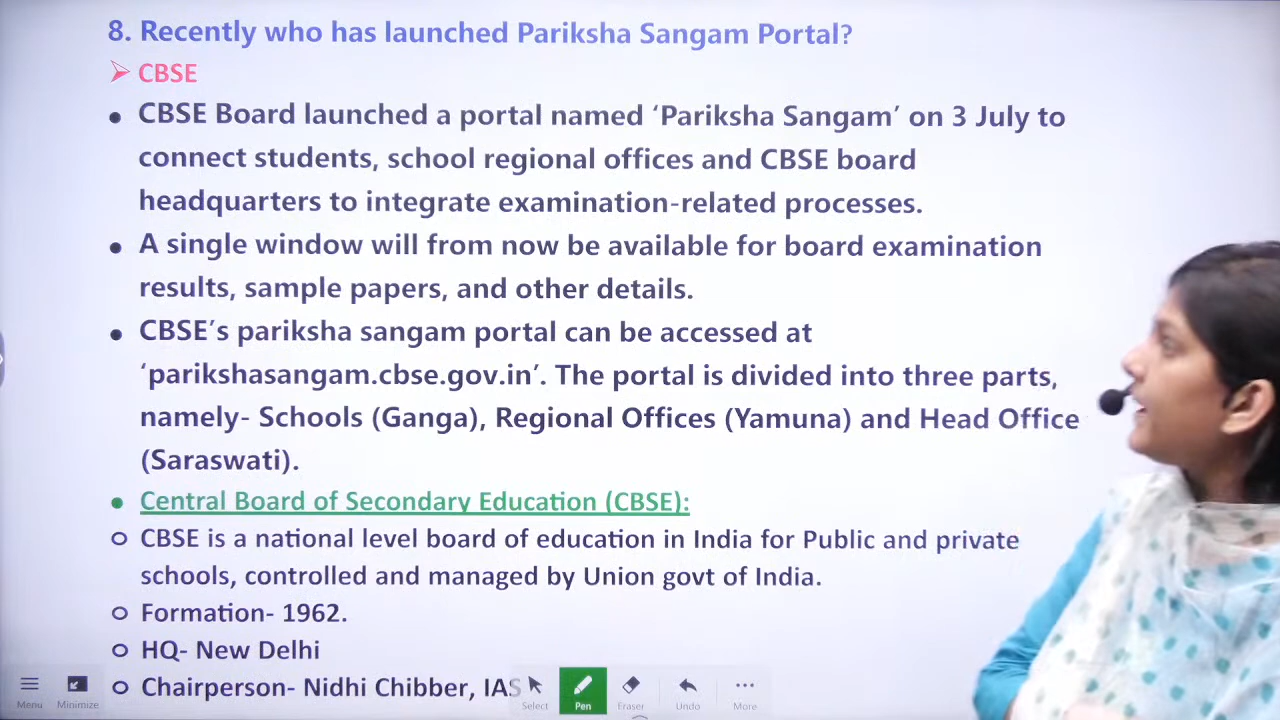 8. Recently who has launched Pariksha Sangam Portal?
➢ CBSE
• CBSE Board launched a portal named ‘Pariksha Sangam’ on 3 July to
connect students, school regional offices and CBSE board
headquarters to integrate examination-related processes.
• A single window will from now be available for board examination
results, sample papers, and other details.
• CBSE’s pariksha sangam portal can be accessed at
‘parikshasangam.cbse.gov.in’. The portal is divided into three parts,
namely- Schools (Ganga), Regional Offices (Yamuna) and Head Office
(Saraswati).
• Central Board of Secondary Education (CBSE):
o CBSE is a national level board of education in India for Public and private
schools, controlled and managed by Union govt of India.
o Formation- 1962.
o HQ- New Delhi
o Chairperson- Nidhi Chibber, IAS
Menu Minimize Select Pen Eraser Undo More